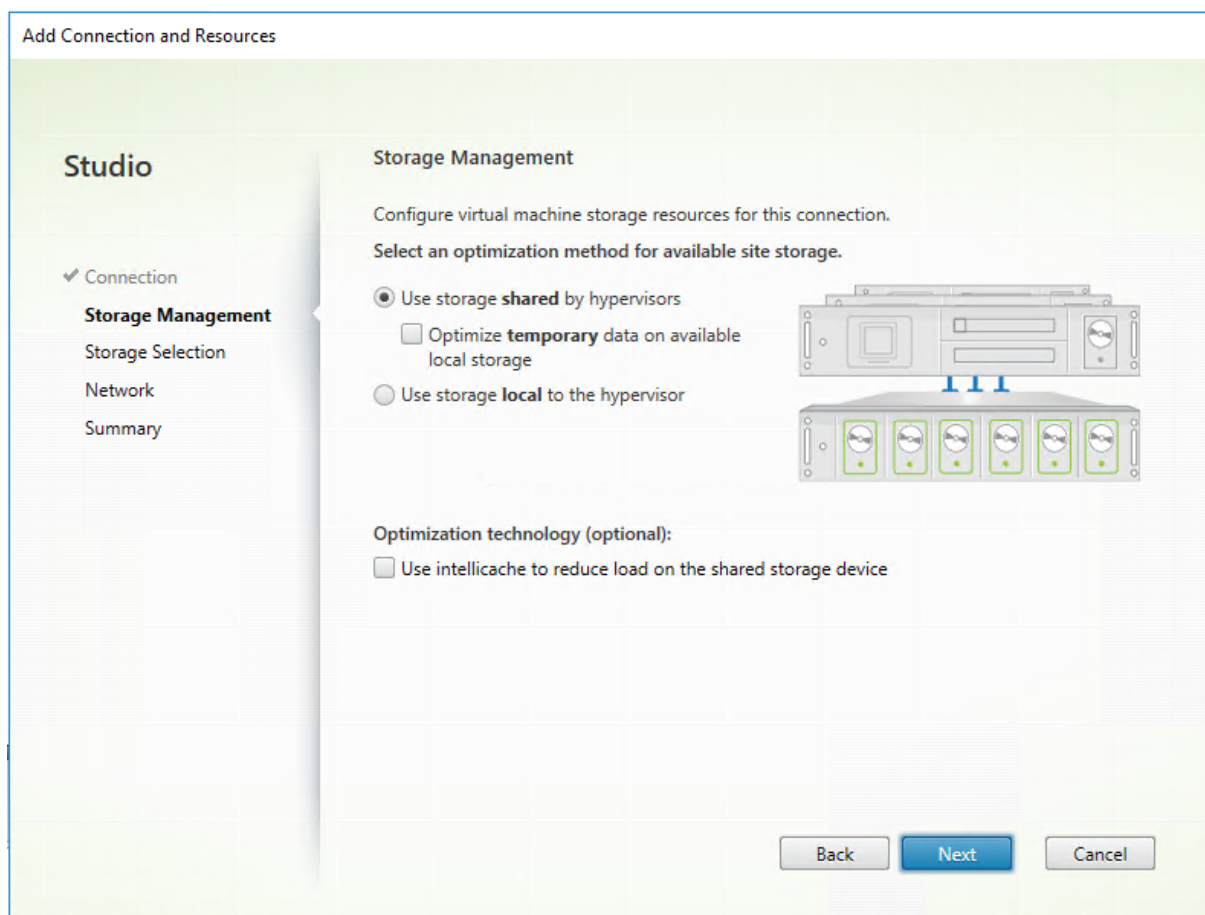 Add Connection and Resources
Studio
Connection
Storage Management
Storage Selection
Network
Summary
Storage Management
Configure virtual machine storage resources for this connection.
Select an optimization method for available site storage.
Use storage shared by hypervisors
Optimize temporary data on available
local storage
Use storage local to the hypervisor
Optimization technology (optional):
Use intellicache to reduce load on the shared storage device
Back
Next
Cancel